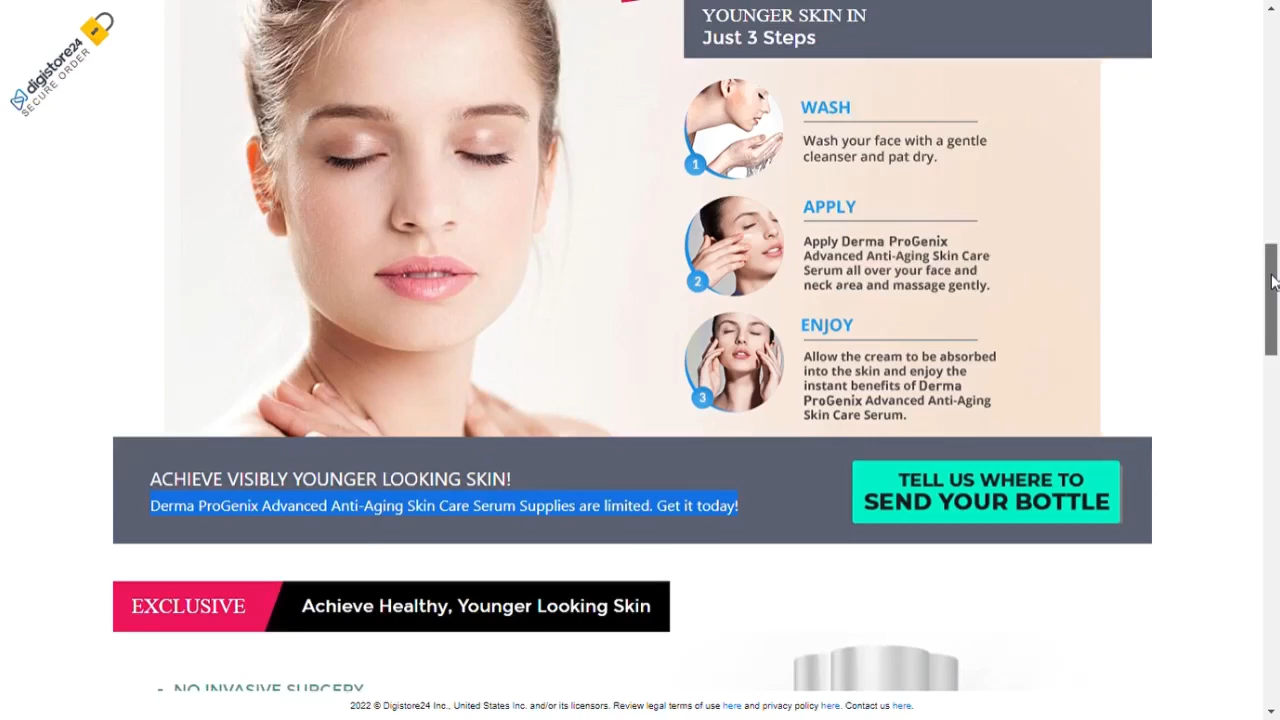 digistore24
SECURE ORDER
YOUNGER SKIN IN
Just 3 Steps
WASH
Wash your face with a gentle
cleanser and pat dry.
1
APPLY
Apply Derma ProGenix
Advanced Anti-Aging Skin Care
Serum all over your face and
neck area and massage gently.
2
ENJOY
Allow the cream to be absorbed
into the skin and enjoy the
instant benefits of Derma
ProGenix Advanced Anti-Aging
Skin Care Serum.
3
ACHIEVE VISIBLY YOUNGER LOOKING SKIN!
Derma ProGenix Advanced Anti-Aging Skin Care Serum Supplies are limited. Get it today!
TELL US WHERE TO
SEND YOUR BOTTLE
EXCLUSIVE
Achieve Healthy, Younger Looking Skin
- NO INVASIVE SURGERY
2022 © Digistore24 Inc., United States Inc. and/or its licensors. Review legal terms of use here and privacy policy here. Contact us here.